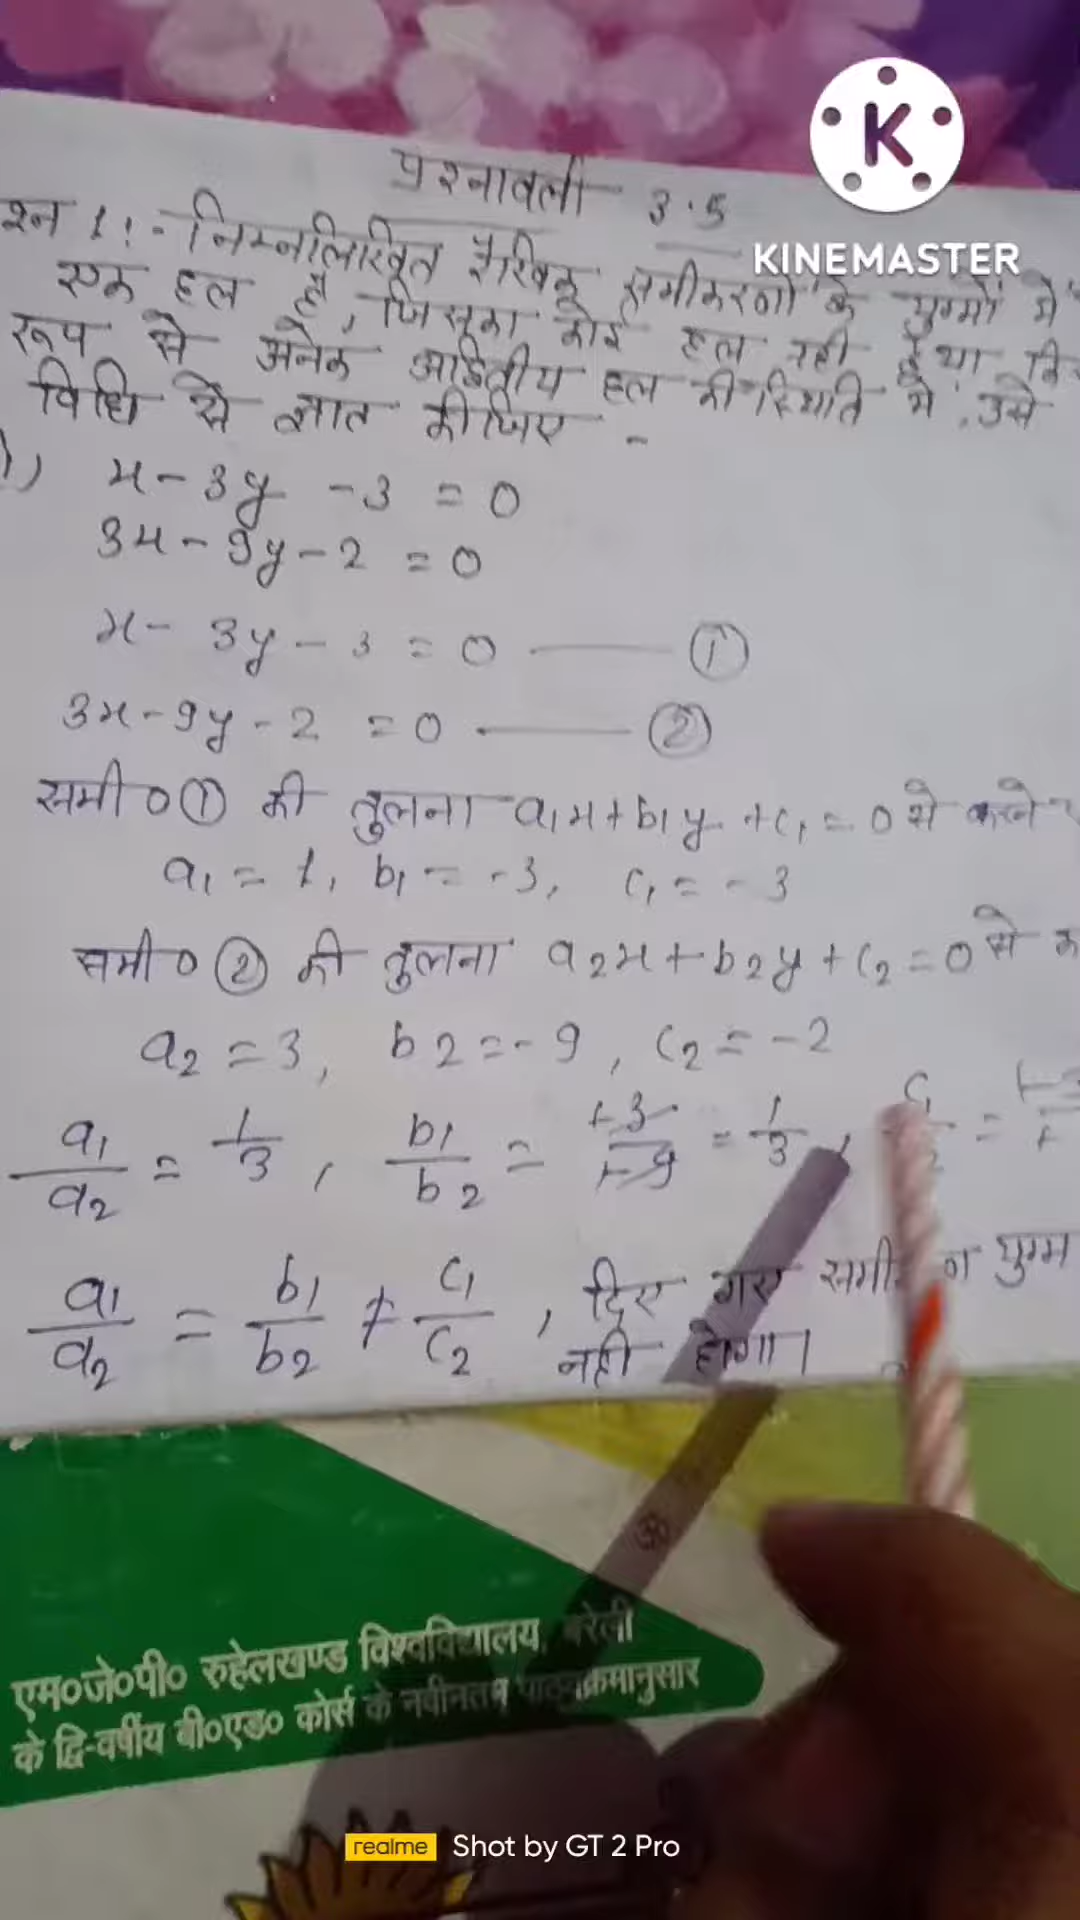 K
KINEMASTER
प्रश्नावली 3.5
श्न 1:- निम्नलिखित रैखिक समीकरणों के युग्मों में
एक हल है, जिसका कोई हल नहीं है या
रूप से अनेक अद्वितीय हल की स्थिति में, उसे
विधि से ज्ञात कीजिए -
x - 3y - 3 = 0
3x - 9y - 2 = 0
x - 3y - 3 = 0 ——— ①
3x - 9y - 2 = 0 ——— ②
समी० ① की तुलना a₁x + b₁y + c₁ = 0 से करने
a₁ = 1, b₁ = -3, c₁ = -3
समी० ② की तुलना a₂x + b₂y + c₂ = 0 से
a₂ = 3, b₂ = -9, c₂ = -2
a₁/a₂ = 1/3, b₁/b₂ = -3/-9 = 1/3,
a₁/a₂ = b₁/b₂ ≠ c₁/c₂, दिए गए युग्म
नही होगा।
एम०जे०पी० रुहेलखण्ड विश्वविद्यालय, बरेली
के द्वि-वर्षीय बी०एड० कोर्स के नवीनतम पाठ्यक्रमानुसार
realme Shot by GT 2 Pro